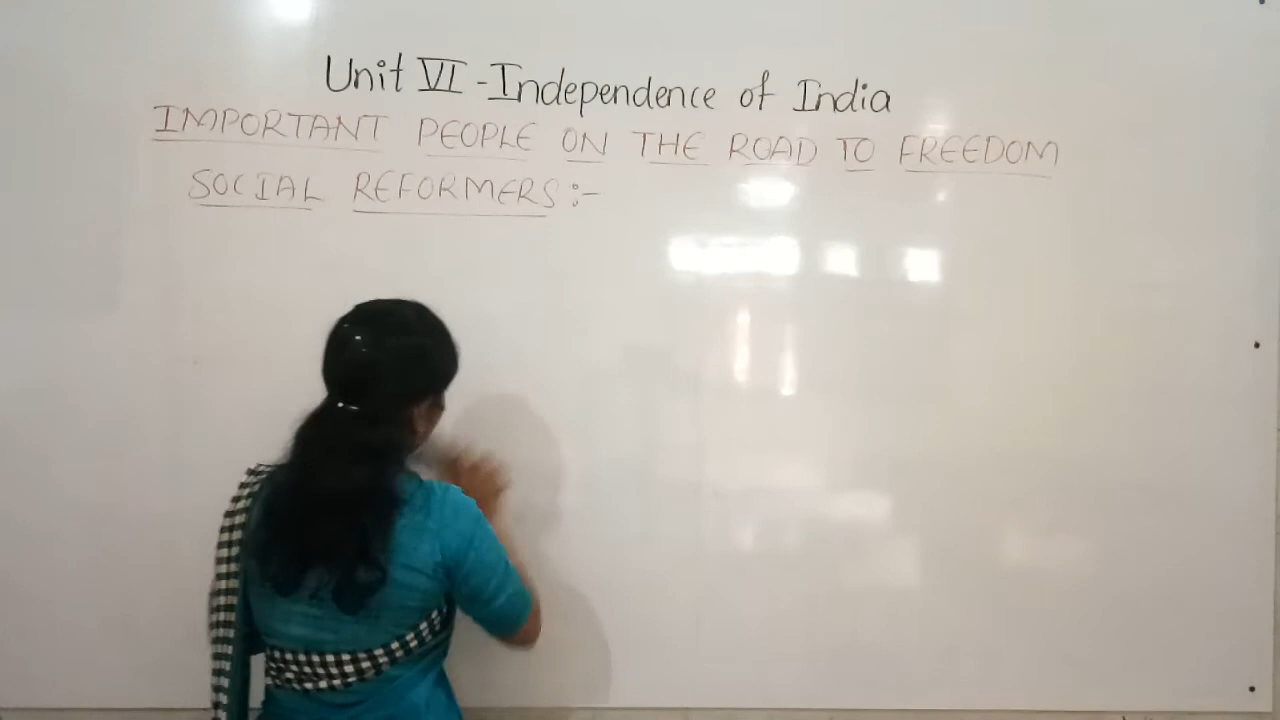 Unit VI - Independence of India
IMPORTANT PEOPLE ON THE ROAD TO FREEDOM
SOCIAL REFORMERS :-